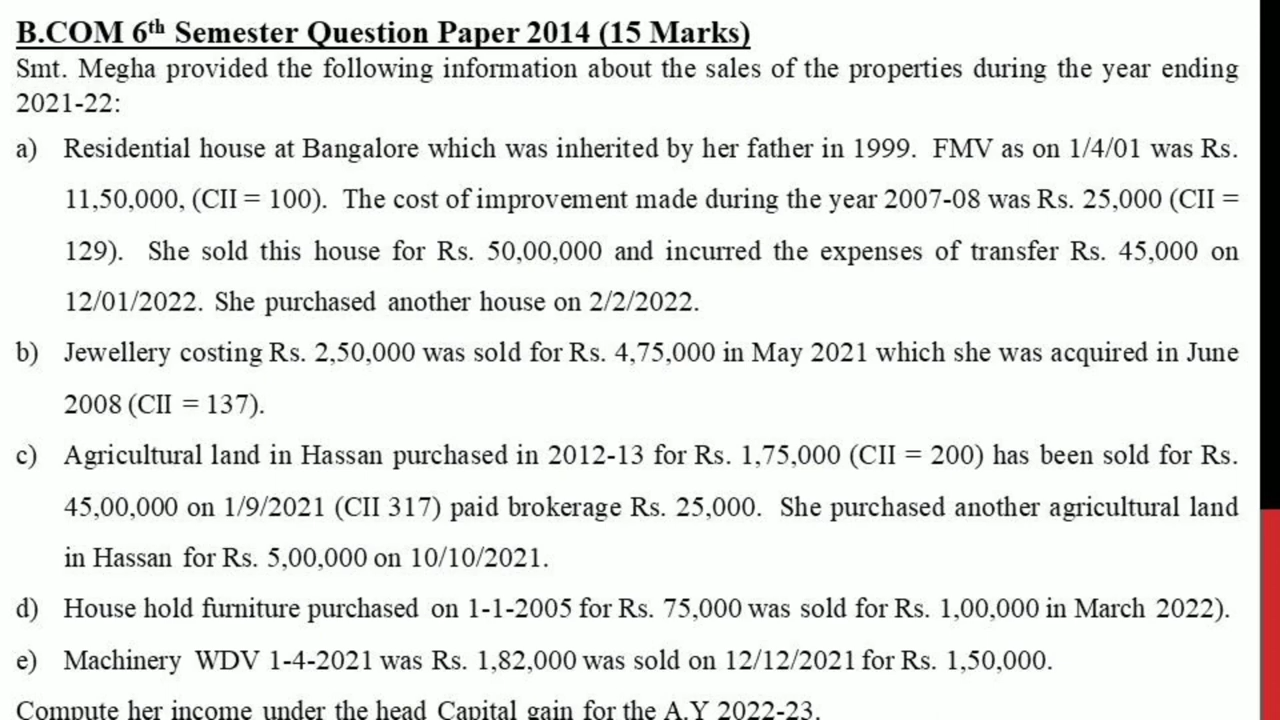 B.COM 6th Semester Question Paper 2014 (15 Marks)
Smt. Megha provided the following information about the sales of the properties during the year ending
2021-22:
a) Residential house at Bangalore which was inherited by her father in 1999. FMV as on 1/4/01 was Rs.
11,50,000, (CII = 100). The cost of improvement made during the year 2007-08 was Rs. 25,000 (CII =
129). She sold this house for Rs. 50,00,000 and incurred the expenses of transfer Rs. 45,000 on
12/01/2022. She purchased another house on 2/2/2022.
b) Jewellery costing Rs. 2,50,000 was sold for Rs. 4,75,000 in May 2021 which she was acquired in June
2008 (CII = 137).
c) Agricultural land in Hassan purchased in 2012-13 for Rs. 1,75,000 (CII = 200) has been sold for Rs.
45,00,000 on 1/9/2021 (CII 317) paid brokerage Rs. 25,000. She purchased another agricultural land
in Hassan for Rs. 5,00,000 on 10/10/2021.
d) House hold furniture purchased on 1-1-2005 for Rs. 75,000 was sold for Rs. 1,00,000 in March 2022).
e) Machinery WDV 1-4-2021 was Rs. 1,82,000 was sold on 12/12/2021 for Rs. 1,50,000.
Compute her income under the head Capital gain for the A.Y 2022-23.